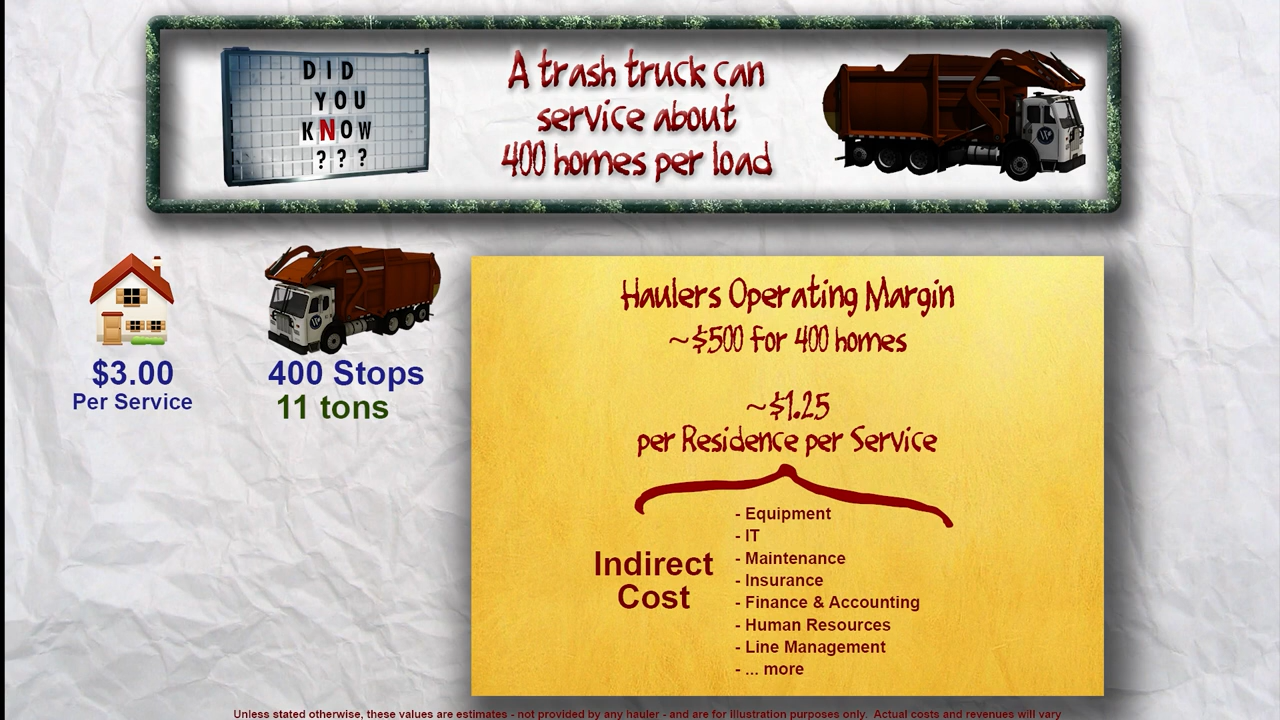 DID
YOU
KNOW
???
A trash truck can
service about
400 homes per load
$3.00
Per Service
400 Stops
11 tons
Haulers Operating Margin
~$500 for 400 homes
~$1.25
per Residence per Service
Indirect
Cost
- Equipment
- IT
- Maintenance
- Insurance
- Finance & Accounting
- Human Resources
- Line Management
- ... more
Unless stated otherwise, these values are estimates - not provided by any hauler - and are for illustration purposes only. Actual costs and revenues will vary